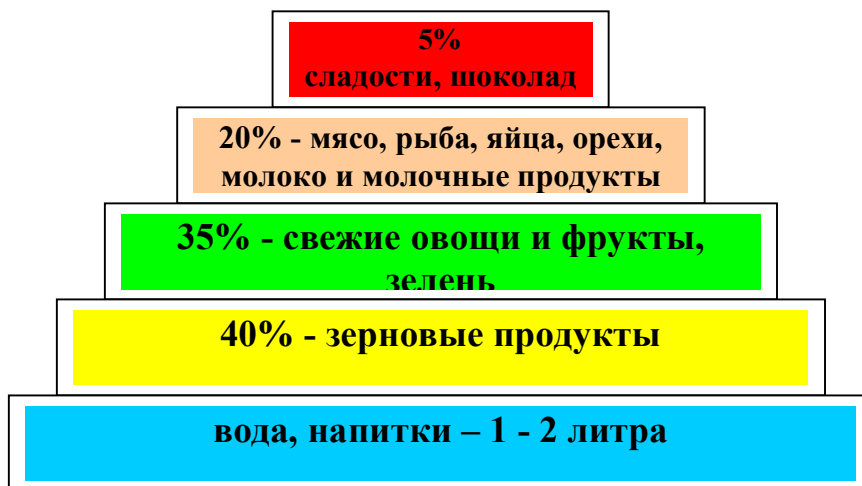 5%
сладости, шоколад
20% - мясо, рыба, яйца, орехи,
молоко и молочные продукты
35% - свежие овощи и фрукты,
зелень
40% - зерновые продукты
вода, напитки – 1 - 2 литра